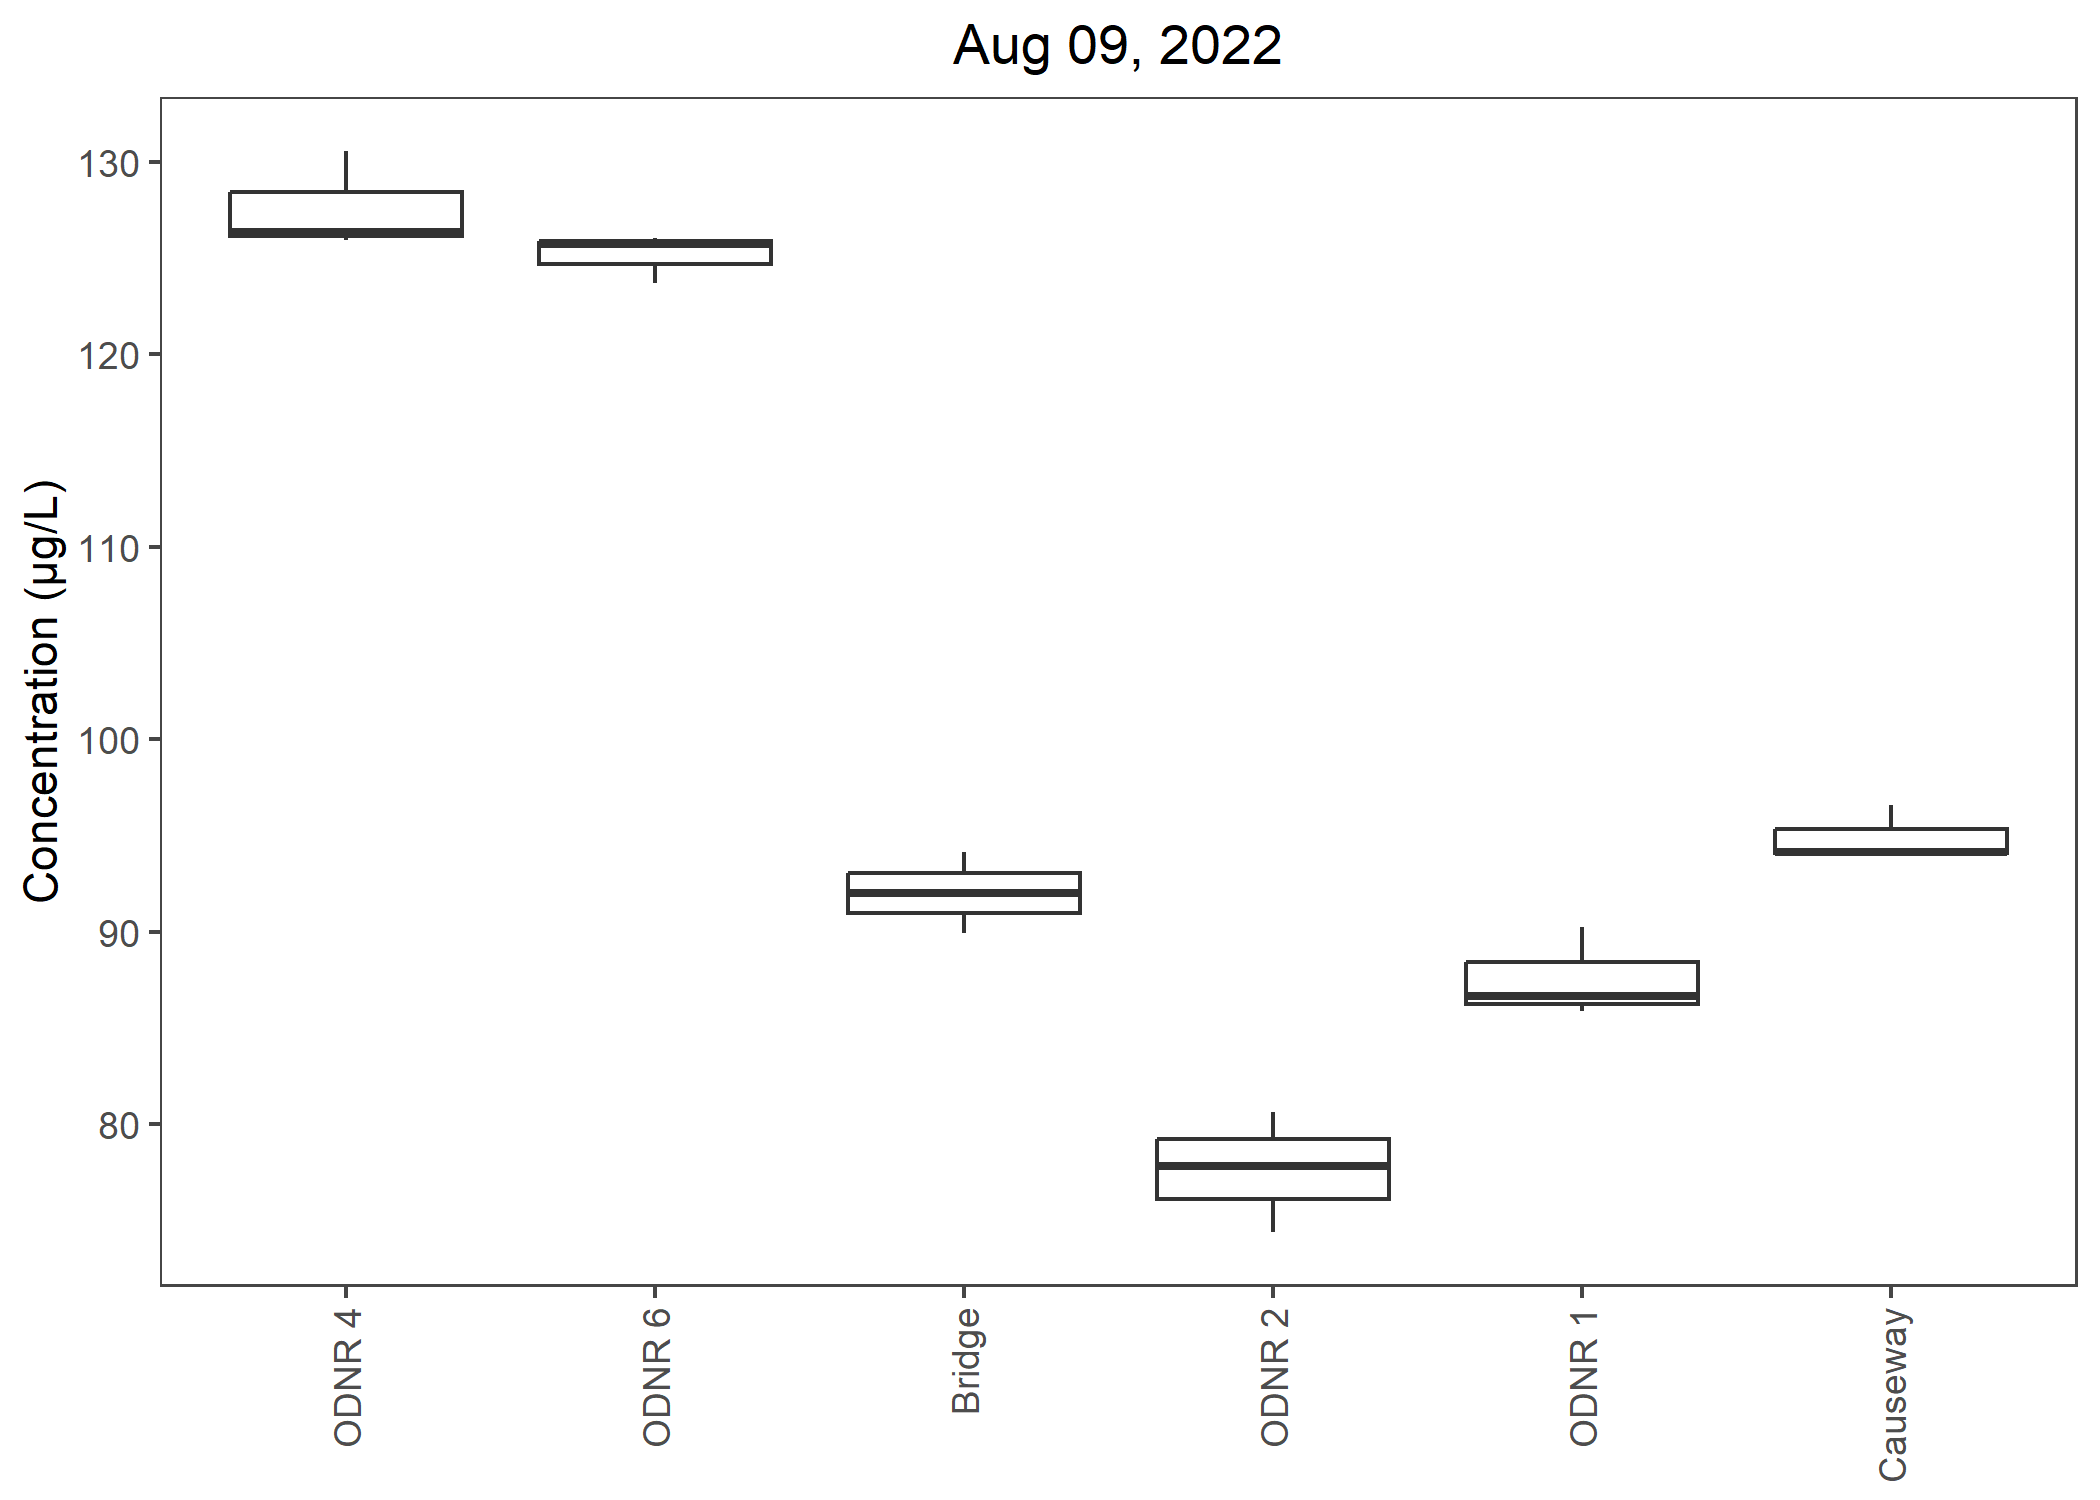 Aug 09, 2022
Concentration (µg/L)
130
120
110
100
90
80
ODNR 4
ODNR 6
Bridge
ODNR 2
ODNR 1
Causeway